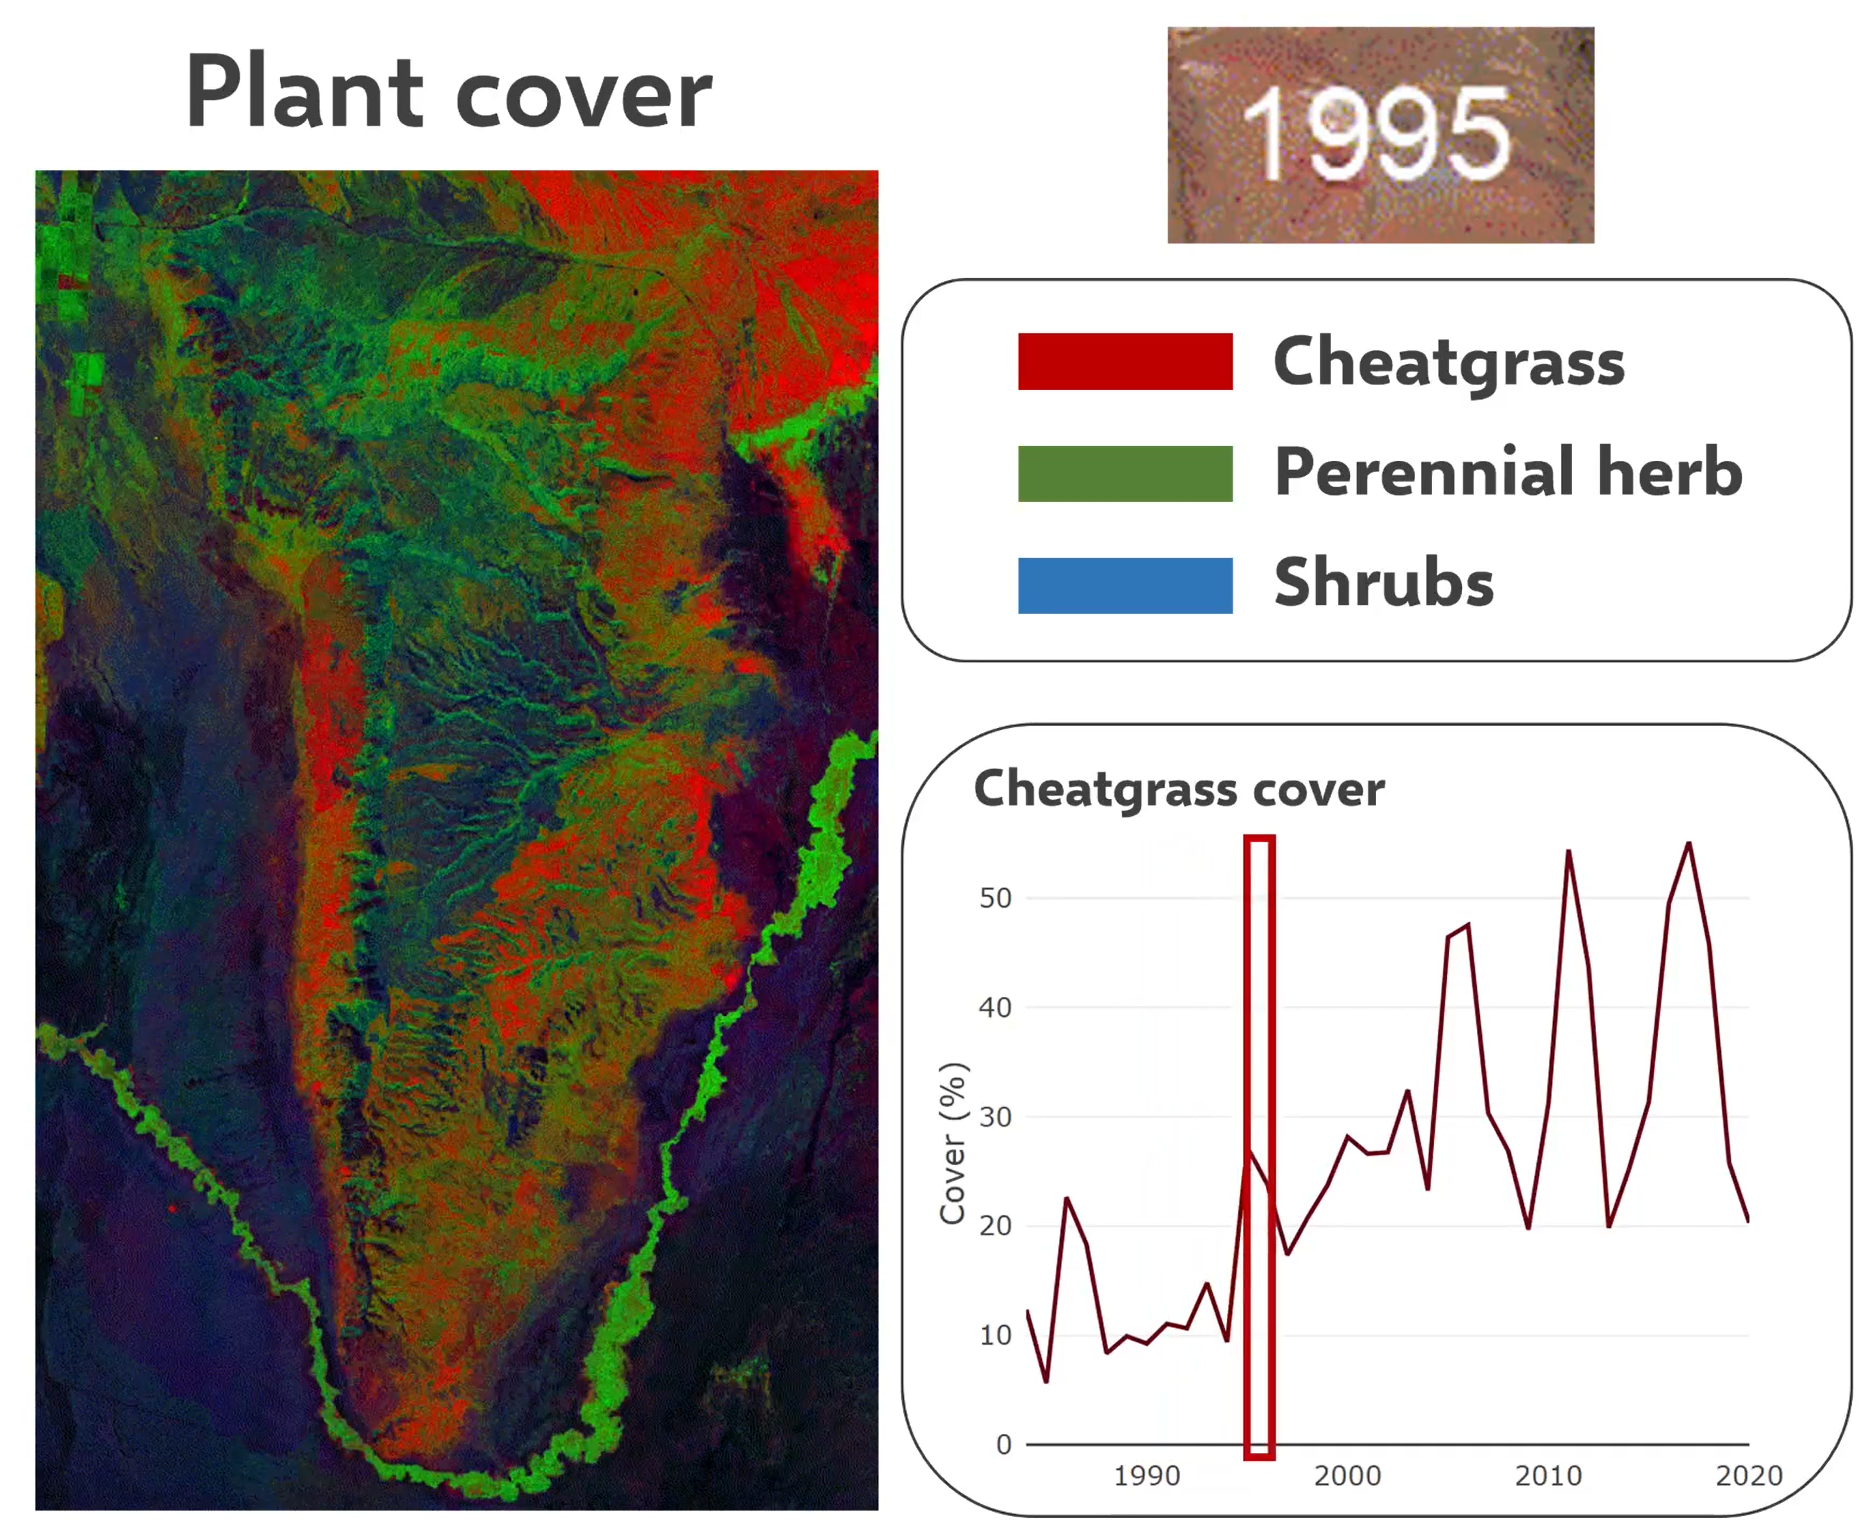 Plant cover
1995
Cheatgrass
Perennial herb
Shrubs
Cheatgrass cover
Cover (%)
50
40
30
20
10
0
1990 2000 2010 2020